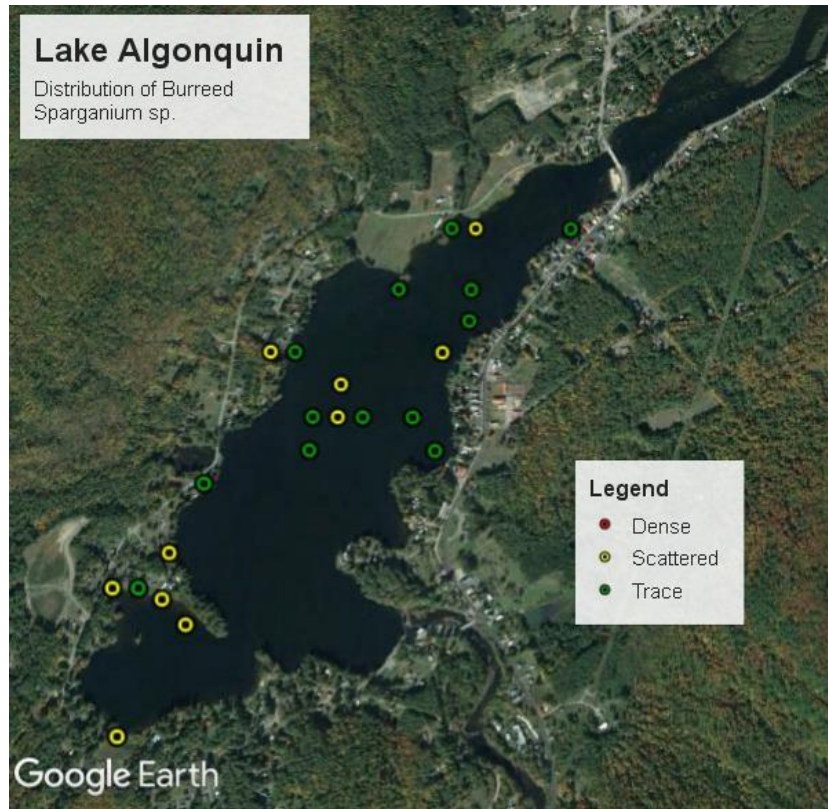 Lake Algonquin
Distribution of Burreed
Sparganium sp.
Legend
Dense
Scattered
Trace
Google Earth